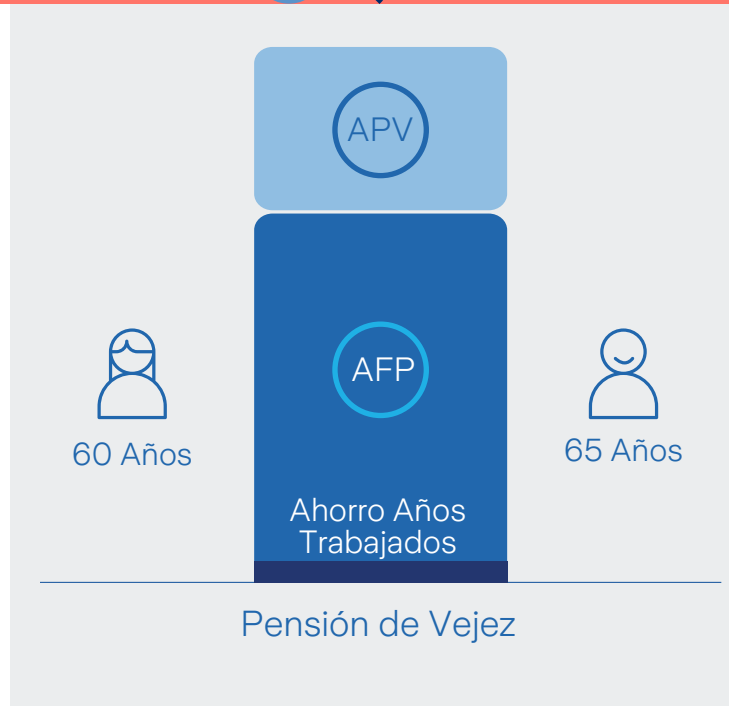 APV
AFP
60 Años
65 Años
Ahorro Años
Trabajados
Pensión de Vejez